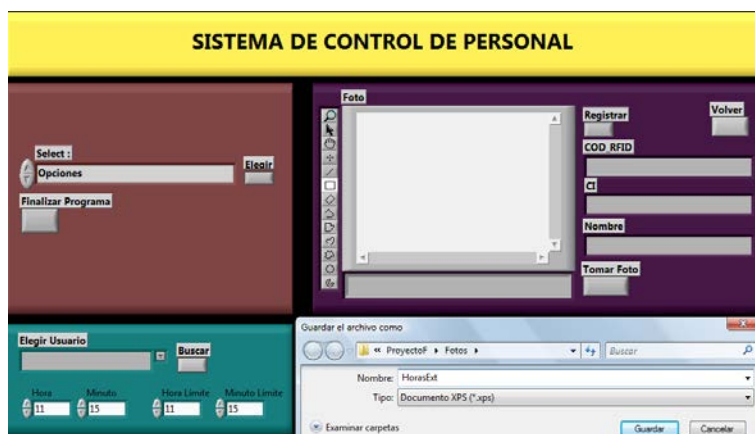 SISTEMA DE CONTROL DE PERSONAL
Select :
Opciones
Elegir
Finalizar Programa
Foto
Registrar
Volver
COD_RFID
CI
Nombre
Tomar Foto
Elegir Usuario
Buscar
Hora
Minuto
Hora Limite
Minuto Limite
11
15
11
15
Guardar el archivo como
« ProyectoF ▸ Fotos ▸
Buscar
Nombre: HorasExt
Tipo: Documento XPS (*.xps)
Examinar carpetas
Guardar
Cancelar